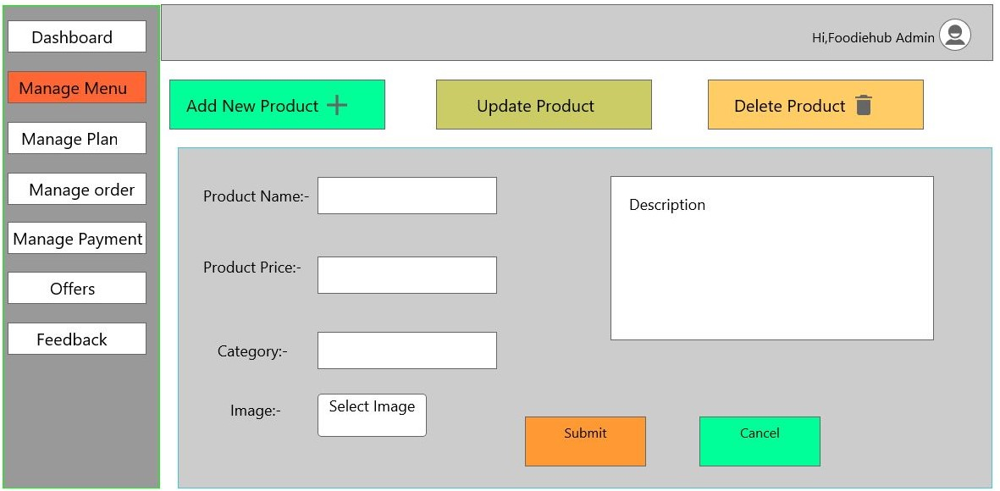 Dashboard
Manage Menu
Manage Plan
Manage order
Manage Payment
Offers
Feedback
Hi,Foodiehub Admin
Add New Product
Update Product
Delete Product
Product Name:-
Product Price:-
Category:-
Image:-
Select Image
Description
Submit
Cancel